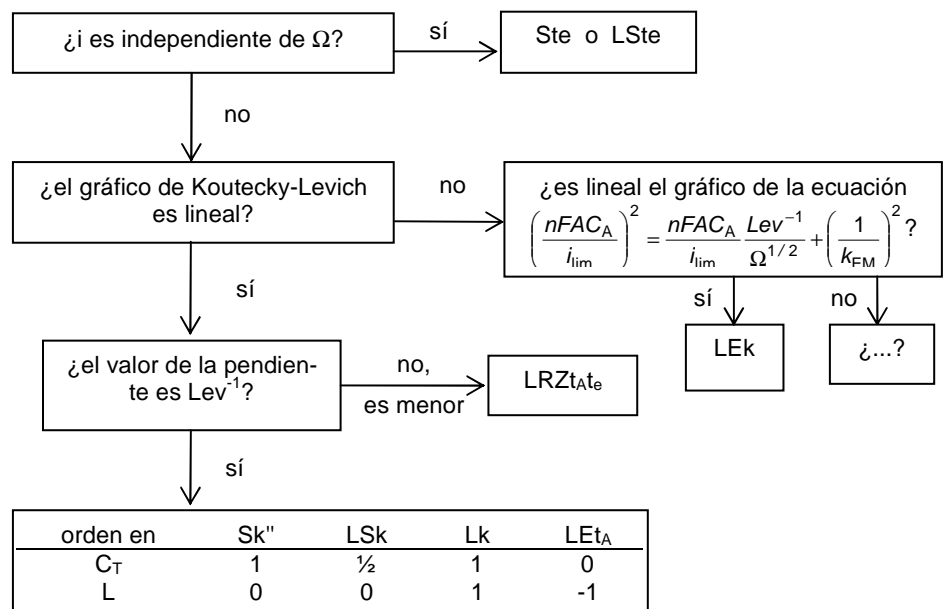 ¿i es independiente de Ω?
sí
Ste o LSte
no
¿el gráfico de Koutecky-Levich
es lineal?
no
¿es lineal el gráfico de la ecuación
(nFAC_A / i_lim)² = (nFAC_A / i_lim) (Lev⁻¹ / Ω^{1/2}) + (1 / k_EM)² ?
sí
no
LEk
¿...?
sí
¿el valor de la pendien-
te es Lev⁻¹?
no,
es menor
LRZt_At_e
sí
orden en Sk" LSk Lk LEt_A
C_T 1 ½ 1 0
L 0 0 1 -1